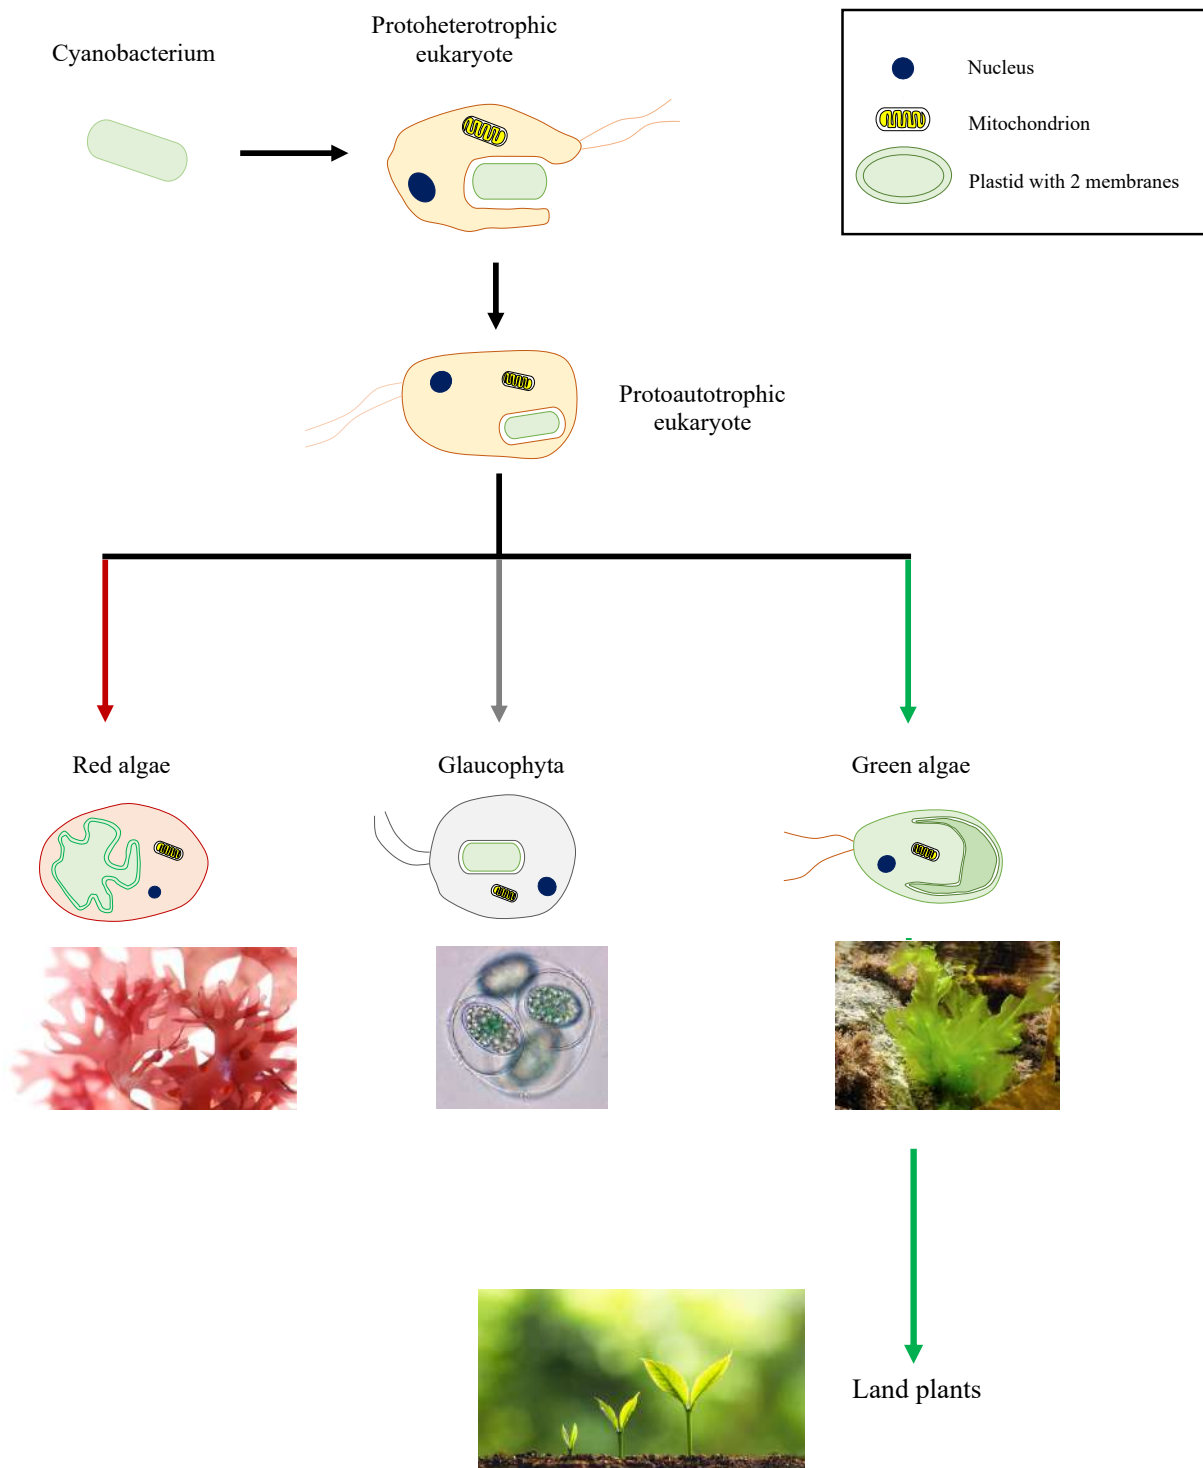 Cyanobacterium
Protoheterotrophic
eukaryote
Nucleus
Mitochondrion
Plastid with 2 membranes
Protoautotrophic
eukaryote
Red algae
Glaucophyta
Green algae
Land plants